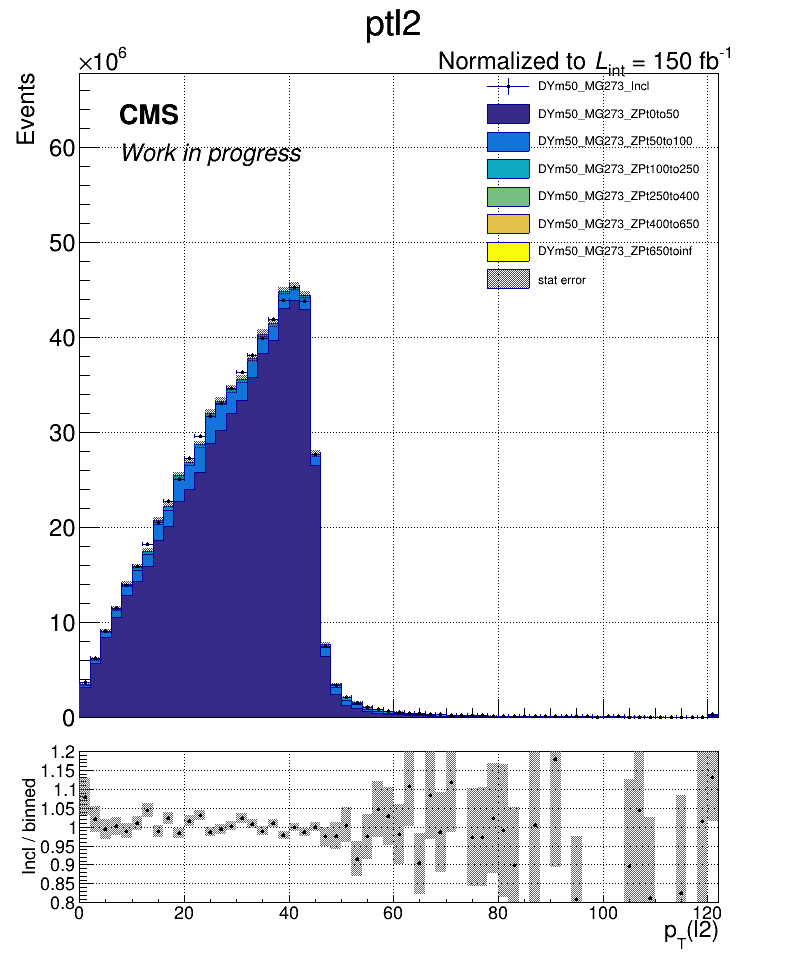 ptl2
×10⁶
Normalized to L_int = 150 fb⁻¹
Events
CMS
Work in progress
DYm50_MG273_Incl
DYm50_MG273_ZPt0to50
DYm50_MG273_ZPt50to100
DYm50_MG273_ZPt100to250
DYm50_MG273_ZPt250to400
DYm50_MG273_ZPt400to650
DYm50_MG273_ZPt650toinf
stat error
60
50
40
30
20
10
0
Incl / binned
1.2
1.15
1.1
1.05
1
0.95
0.9
0.85
0.8
0 20 40 60 80 100 120
p_T(l2)